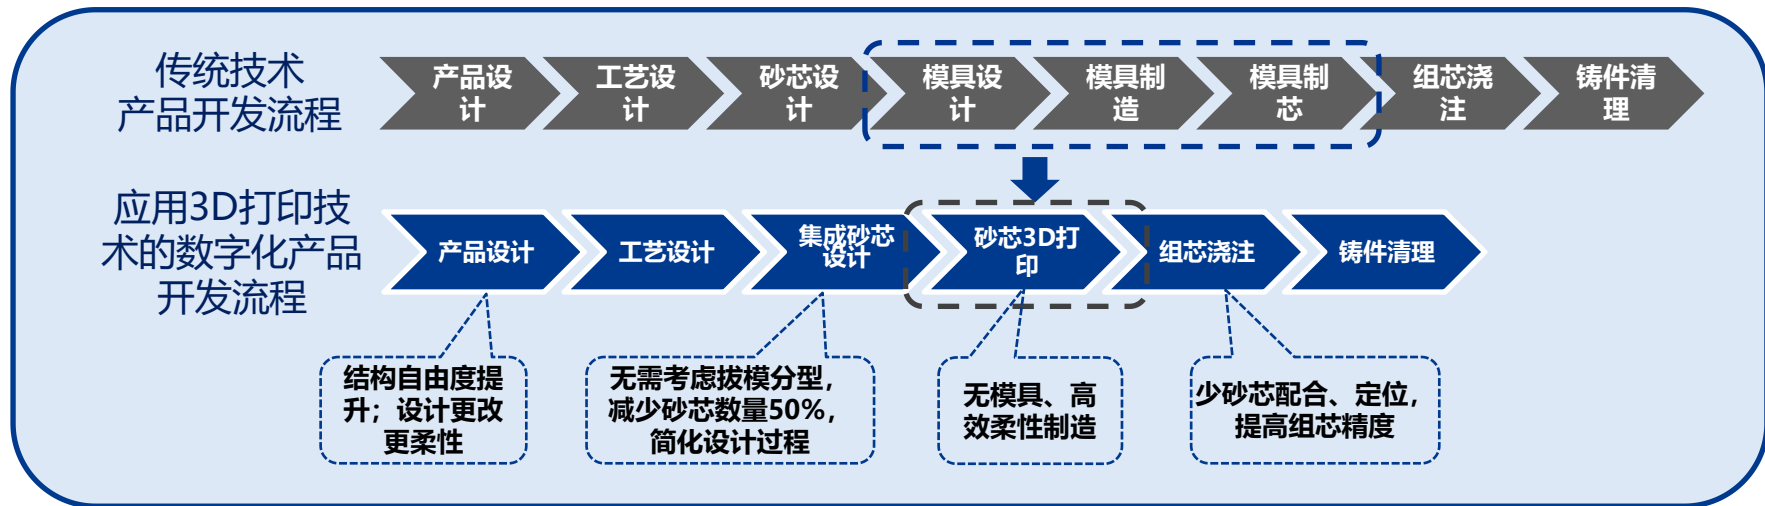 传统技术
产品开发流程
产品设
计
工艺设
计
砂芯设
计
模具设
计
模具制
造
模具制
芯
组芯浇
注
铸件清
理
应用3D打印技
术的数字化产品
开发流程
产品设计
工艺设计
集成砂芯
设计
砂芯3D打
印
组芯浇注
铸件清理
结构自由度提
升；设计更改
更柔性
无需考虑拔模分型，
减少砂芯数量50%，
简化设计过程
无模具、高
效柔性制造
少砂芯配合、定位，
提高组芯精度